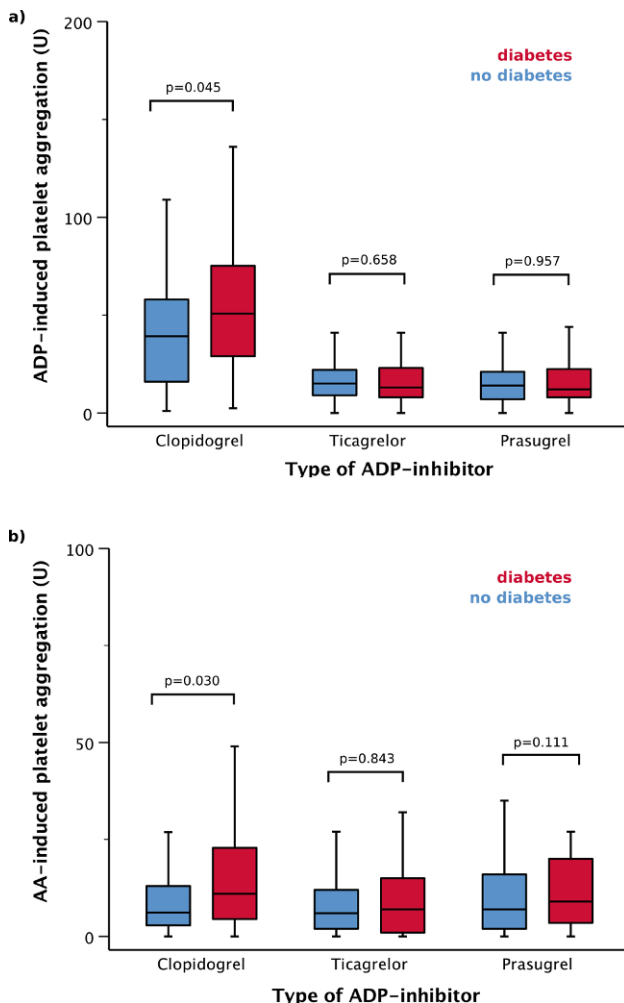 a)
200
diabetes
no diabetes
p=0.045
100
p=0.658
p=0.957
0
ADP-induced platelet aggregation (U)
Clopidogrel Ticagrelor Prasugrel
Type of ADP-inhibitor
b)
100
diabetes
no diabetes
p=0.030
50
p=0.843
p=0.111
0
AA-induced platelet aggregation (U)
Clopidogrel Ticagrelor Prasugrel
Type of ADP-inhibitor